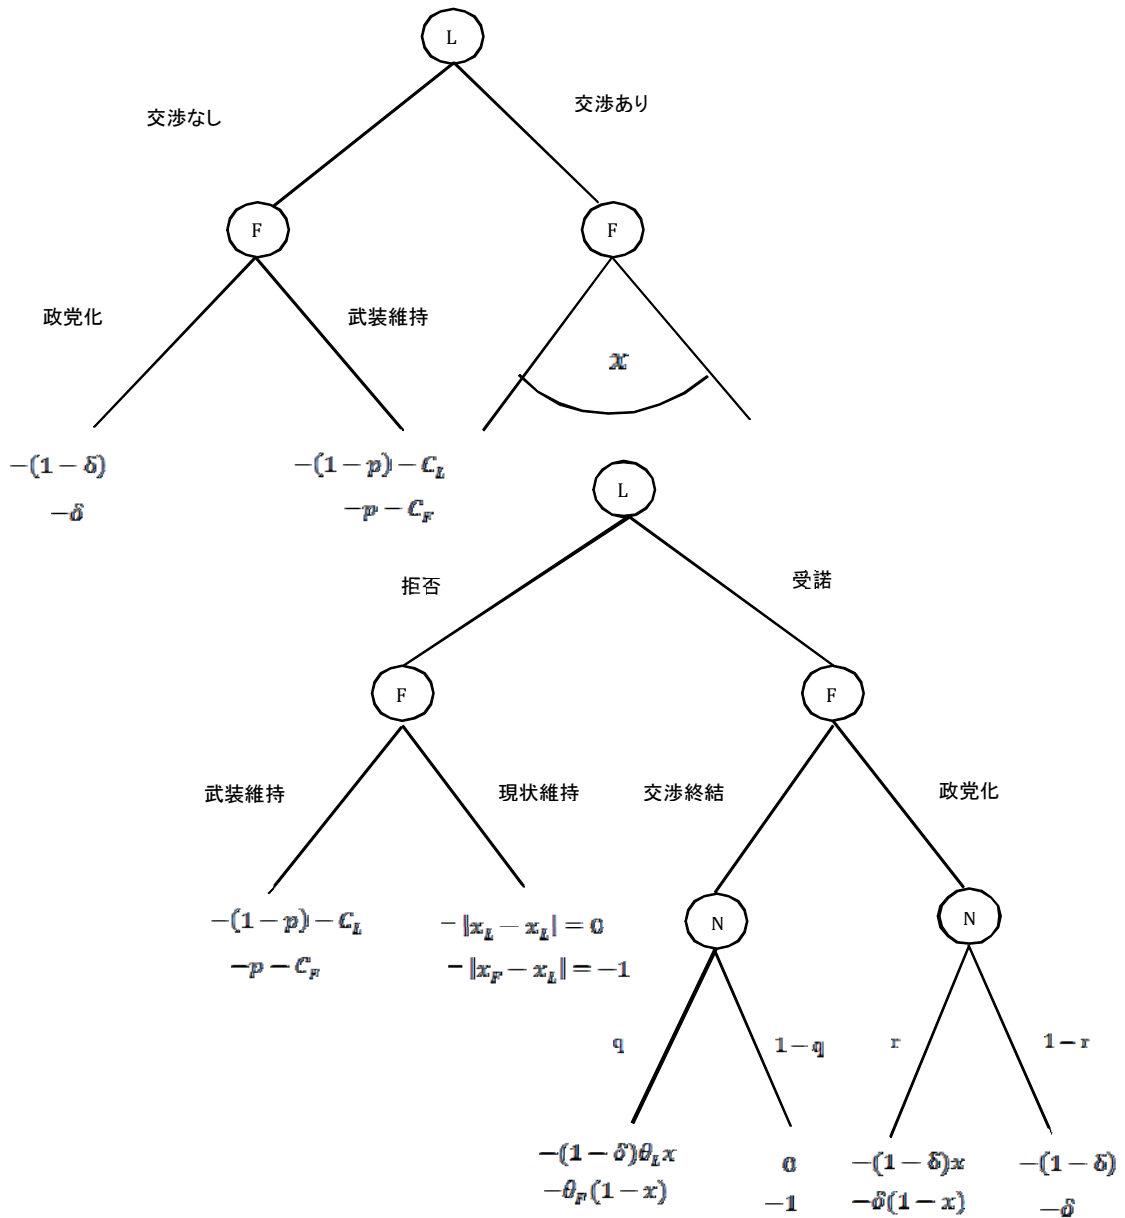 L
交渉なし
交渉あり
F
F
政党化
武装維持
x
−(1 − δ)
−δ
−(1 − p) − C_L
−p − C_F
L
拒否
受諾
F
F
武装維持
現状維持
交渉終結
政党化
−(1 − p) − C_L
−p − C_F
−|x_L − x_L| = 0
−|x_F − x_L| = −1
N
N
q
1 − q
r
1 − r
−(1 − δ)θ_L x
−θ_F (1 − x)
0
−1
−(1 − δ)x
−δ(1 − x)
−(1 − δ)
−δ